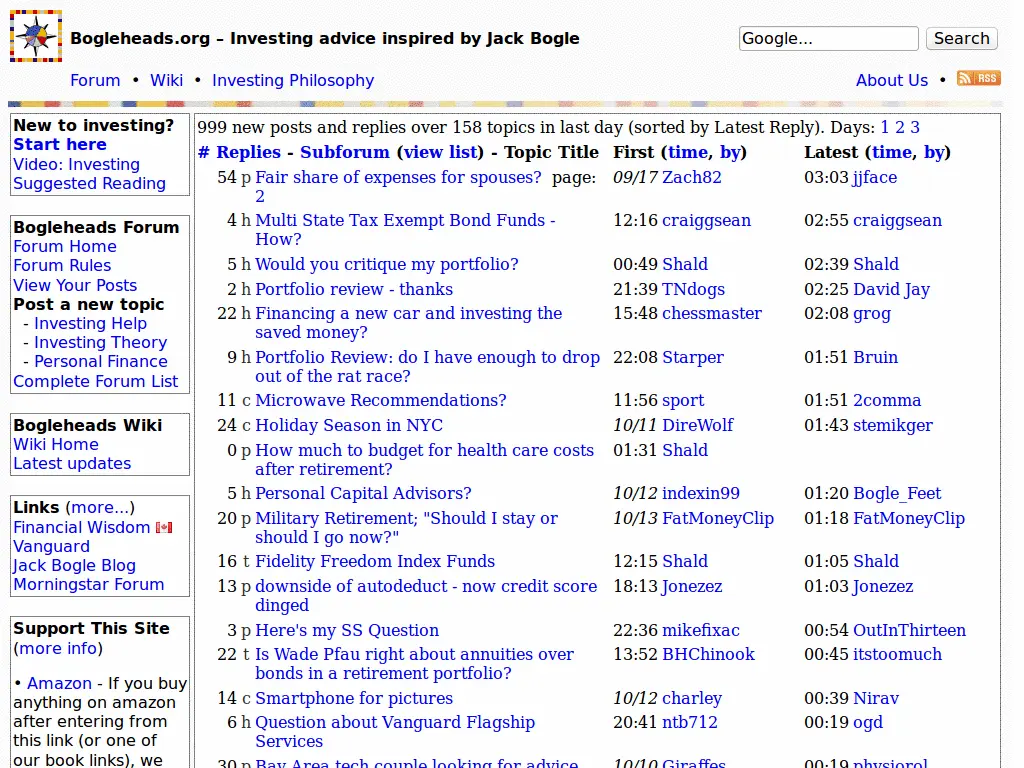 Bogleheads.org – Investing advice inspired by Jack Bogle
Google...
Search
Forum • Wiki • Investing Philosophy
About Us •
RSS
New to investing?
Start here
Video: Investing
Suggested Reading
Bogleheads Forum
Forum Home
Forum Rules
View Your Posts
Post a new topic
- Investing Help
- Investing Theory
- Personal Finance
Complete Forum List
Bogleheads Wiki
Wiki Home
Latest updates
Links (more...)
Financial Wisdom
Vanguard
Jack Bogle Blog
Morningstar Forum
Support This Site
(more info)
• Amazon - If you buy
anything on amazon
after entering from
this link (or one of
our book links), we
999 new posts and replies over 158 topics in last day (sorted by Latest Reply). Days: 1 2 3
# Replies - Subforum (view list) - Topic Title First (time, by) Latest (time, by)
54 p Fair share of expenses for spouses? page: 09/17 Zach82 03:03 jjface
2
4 h Multi State Tax Exempt Bond Funds - 12:16 craiggsean 02:55 craiggsean
How?
5 h Would you critique my portfolio? 00:49 Shald 02:39 Shald
2 h Portfolio review - thanks 21:39 TNdogs 02:25 David Jay
22 h Financing a new car and investing the 15:48 chessmaster 02:08 grog
saved money?
9 h Portfolio Review: do I have enough to drop 22:08 Starper 01:51 Bruin
out of the rat race?
11 c Microwave Recommendations? 11:56 sport 01:51 2comma
24 c Holiday Season in NYC 10/11 DireWolf 01:43 stemikger
0 p How much to budget for health care costs 01:31 Shald
after retirement?
5 h Personal Capital Advisors? 10/12 indexin99 01:20 Bogle_Feet
20 p Military Retirement; "Should I stay or 10/13 FatMoneyClip 01:18 FatMoneyClip
should I go now?"
16 t Fidelity Freedom Index Funds 12:15 Shald 01:05 Shald
13 p downside of autodeduct - now credit score 18:13 Jonezez 01:03 Jonezez
dinged
3 p Here's my SS Question 22:36 mikefixac 00:54 OutInThirteen
22 t Is Wade Pfau right about annuities over 13:52 BHChinook 00:45 itstoomuch
bonds in a retirement portfolio?
14 c Smartphone for pictures 10/12 charley 00:39 Nirav
6 h Question about Vanguard Flagship 20:41 ntb712 00:19 ogd
Services
30 p Bay Area tech couple looking for advice 10/10 Giraffes 00:19 physiorol